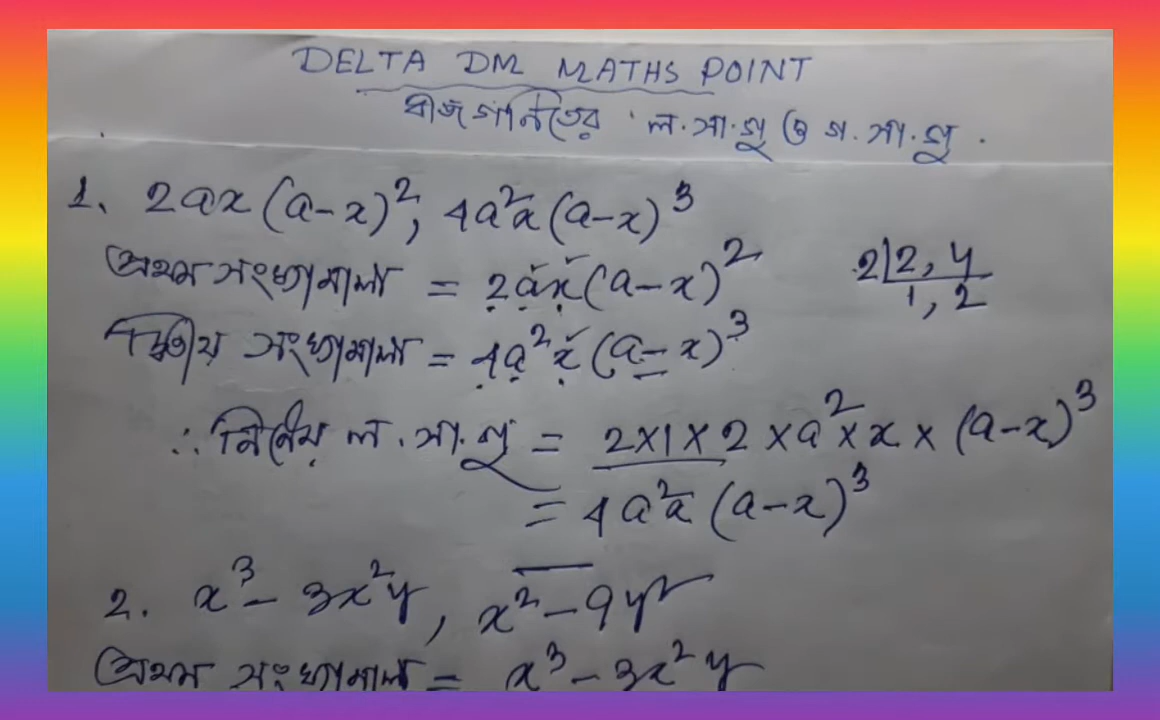 DELTA DM MATHS POINT
বীজগণিতের ল.সা.গু ও গ.সা.গু.
1. 2ax(a-x)², 4a²x(a-x)³
প্রথম সংখ্যামালা = 2ax(a-x)²
2|2, 4
1, 2
দ্বিতীয় সংখ্যামালা = 4a²x(a-x)³
∴ নির্ণেয় ল.সা.গু = 2×1×2×a²×x×(a-x)³
= 4a²x(a-x)³
2. x³-3x²y, x²-9y²
প্রথম সংখ্যামালা = x³-3x²y